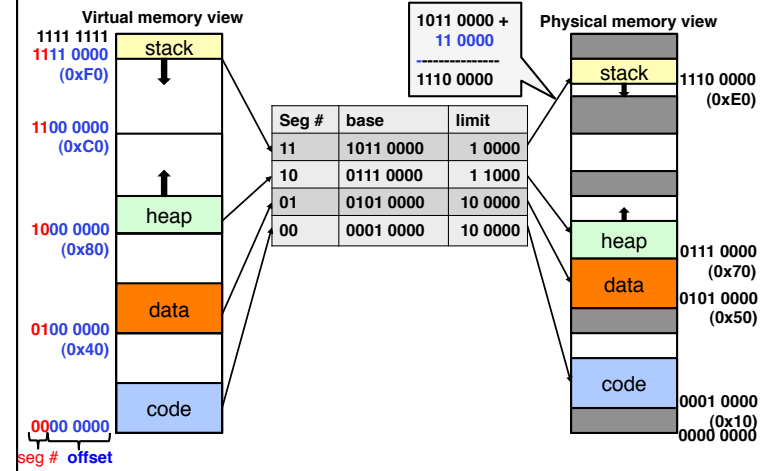 Virtual memory view
1111 1111
stack
1111 0000
(0xF0)
1100 0000
(0xC0)
heap
1000 0000
(0x80)
data
0100 0000
(0x40)
code
0000 0000
seg # offset
Seg # base limit
11 1011 0000 1 0000
10 0111 0000 1 1000
01 0101 0000 10 0000
00 0001 0000 10 0000
1011 0000 +
11 0000
----------------
1110 0000
Physical memory view
stack
1110 0000
(0xE0)
heap
0111 0000
(0x70)
data
0101 0000
(0x50)
code
0001 0000
(0x10)
0000 0000